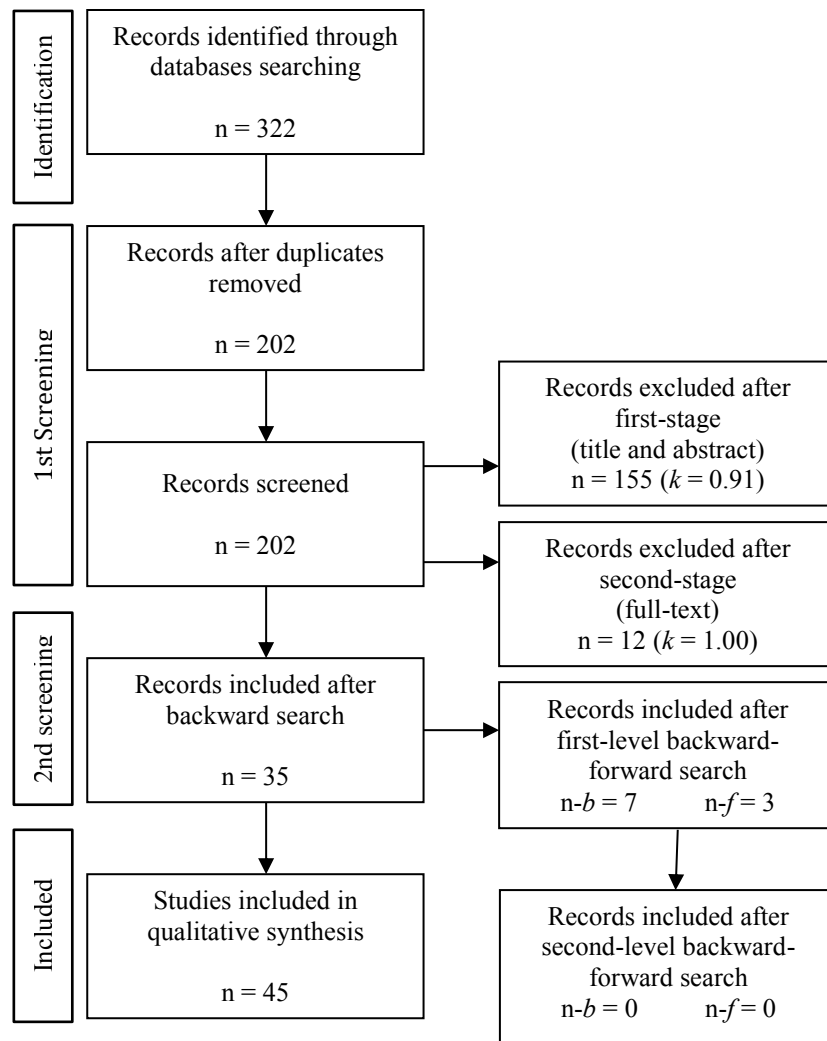 Identification
Records identified through
databases searching
n = 322
1st Screening
Records after duplicates
removed
n = 202
Records screened
n = 202
Records excluded after
first-stage
(title and abstract)
n = 155 (k = 0.91)
Records excluded after
second-stage
(full-text)
n = 12 (k = 1.00)
2nd screening
Records included after
backward search
n = 35
Records included after
first-level backward-
forward search
n-b = 7 n-f = 3
Included
Studies included in
qualitative synthesis
n = 45
Records included after
second-level backward-
forward search
n-b = 0 n-f = 0